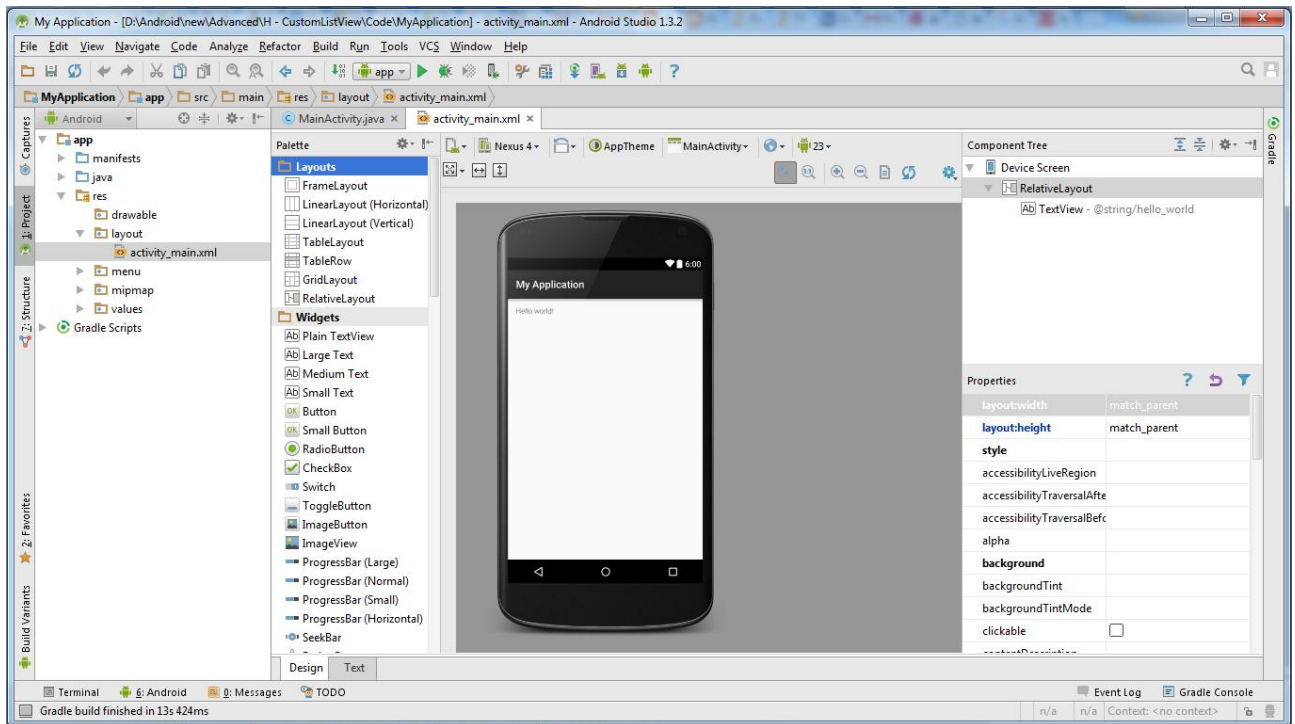 My Application - [D:\Android\new\Advanced\H - CustomListView\Code\MyApplication] - activity_main.xml - Android Studio 1.3.2
File Edit View Navigate Code Analyze Refactor Build Run Tools VCS Window Help
app
MyApplication app src main res layout activity_main.xml
Android
MainActivity.java
activity_main.xml
Captures
1: Project
7: Structure
2: Favorites
Build Variants
app
manifests
java
res
drawable
layout
activity_main.xml
menu
mipmap
values
Gradle Scripts
Palette
Layouts
FrameLayout
LinearLayout (Horizontal)
LinearLayout (Vertical)
TableLayout
TableRow
GridLayout
RelativeLayout
Widgets
Ab Plain TextView
Ab Large Text
Ab Medium Text
Ab Small Text
OK Button
OK Small Button
RadioButton
CheckBox
Switch
ToggleButton
ImageButton
ImageView
ProgressBar (Large)
ProgressBar (Normal)
ProgressBar (Small)
ProgressBar (Horizontal)
SeekBar
Nexus 4 AppTheme MainActivity 23
6:00
My Application
Hello world!
Design Text
Component Tree
Device Screen
RelativeLayout
Ab TextView - @string/hello_world
Properties
layout:width match_parent
layout:height match_parent
style
accessibilityLiveRegion
accessibilityTraversalAfte
accessibilityTraversalBefo
alpha
background
backgroundTint
backgroundTintMode
clickable
Gradle
Terminal 6: Android 0: Messages TODO Event Log Gradle Console
Gradle build finished in 13s 424ms n/a n/a Context: <no context>